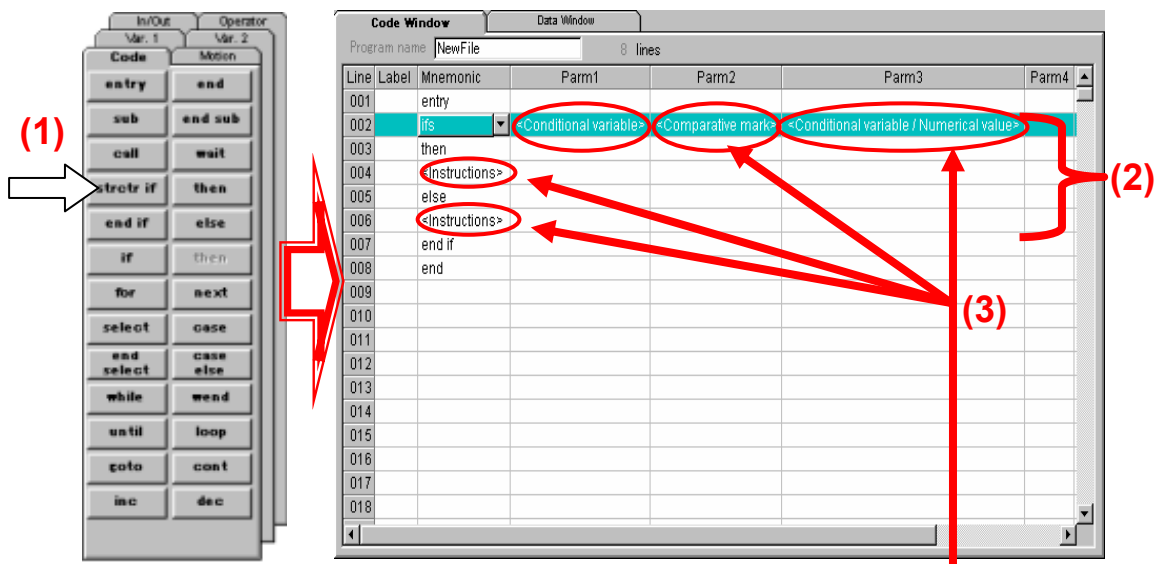 In/Out Operator
Var. 1 Var. 2
Code Motion
entry end
sub end sub
call wait
strctr if then
end if else
if then
for next
select case
end select case else
while wend
until loop
goto cont
inc dec
(1)
Code Window Data Window
Program name NewFile 8 lines
Line Label Mnemonic Parm1 Parm2 Parm3 Parm4
001 entry
002 ifs <Conditional variable> <Comparative mark> <Conditional variable / Numerical value>
003 then
004 <Instructions>
005 else
006 <Instructions>
007 end if
008 end
009
010
011
012
013
014
015
016
017
018
(2)
(3)